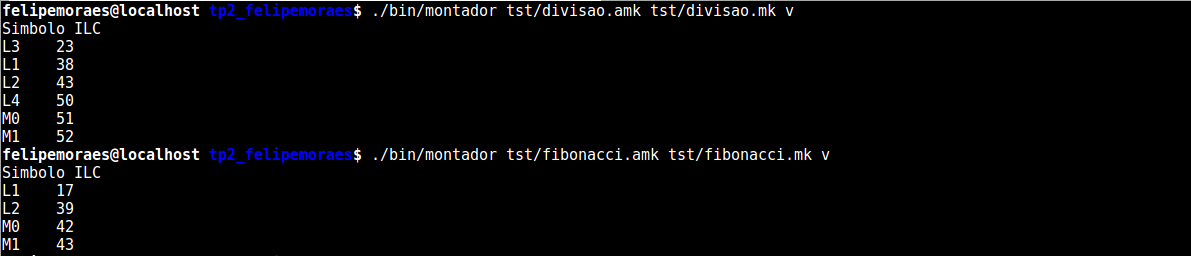 felipemoraes@localhost tp2_felipemoraes$ ./bin/montador tst/divisao.amk tst/divisao.mk v
Simbolo ILC
L3    23
L1    38
L2    43
L4    50
M0    51
M1    52
felipemoraes@localhost tp2_felipemoraes$ ./bin/montador tst/fibonacci.amk tst/fibonacci.mk v
Simbolo ILC
L1    17
L2    39
M0    42
M1    43